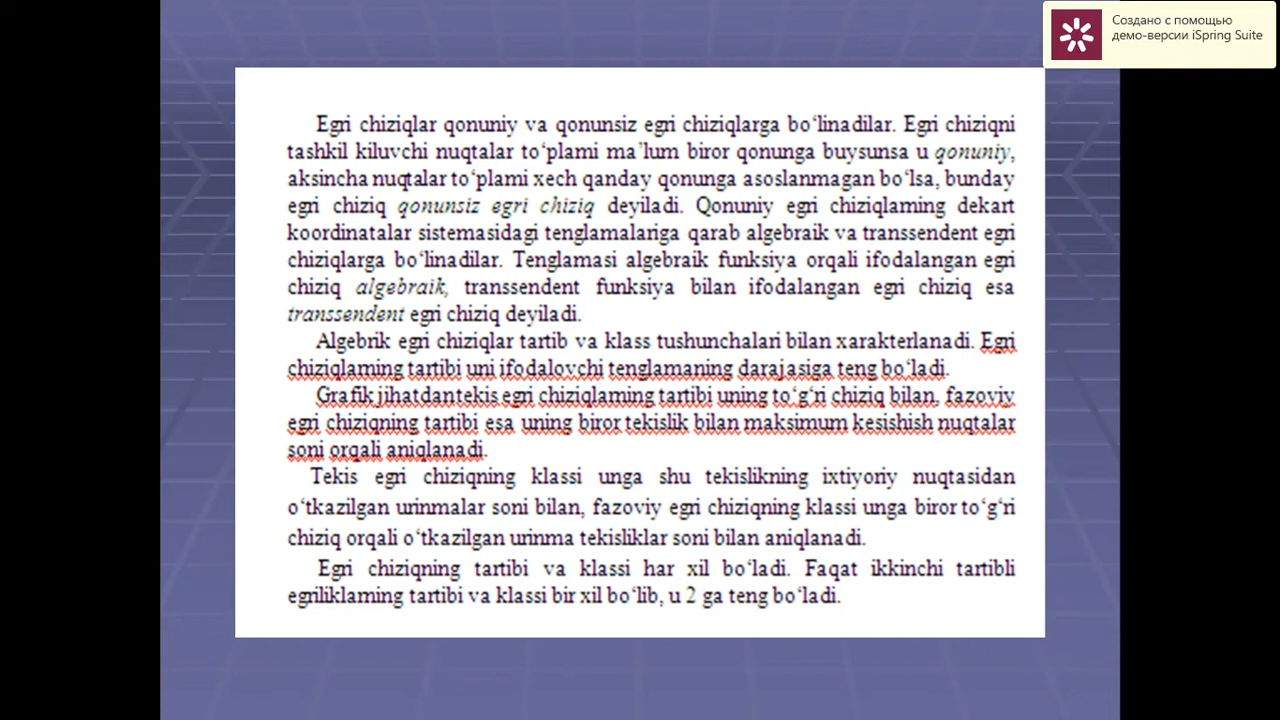 Создано с помощью
демо-версии iSpring Suite
Egri chiziqlar qonuniy va qonunsiz egri chiziqlarga bo‘linadilar. Egri chiziqni
tashkil kiluvchi nuqtalar to‘plami ma’lum biror qonunga buysunsa u qonuniy,
aksincha nuqtalar to‘plami xech qanday qonunga asoslanmagan bo‘lsa, bunday
egri chiziq qonunsiz egri chiziq deyiladi. Qonuniy egri chiziqlarning dekart
koordinatalar sistemasidagi tenglamalariga qarab algebraik va transsendent egri
chiziqlarga bo‘linadilar. Tenglamasi algebraik funksiya orqali ifodalangan egri
chiziq algebraik, transsendent funksiya bilan ifodalangan egri chiziq esa
transsendent egri chiziq deyiladi.
Algebrik egri chiziqlar tartib va klass tushunchalari bilan xarakterlanadi. Egri
chiziqlarning tartibi uni ifodalovchi tenglamaning darajasiga teng bo‘ladi.
Grafik jihatdan tekis egri chiziqlarning tartibi uning to‘g‘ri chiziq bilan, fazoviy
egri chiziqning tartibi esa uning biror tekislik bilan maksimum kesishish nuqtalar
soni orqali aniqlanadi.
Tekis egri chiziqning klassi unga shu tekislikning ixtiyoriy nuqtasidan
o‘tkazilgan urinmalar soni bilan, fazoviy egri chiziqning klassi unga biror to‘g‘ri
chiziq orqali o‘tkazilgan urinma tekisliklar soni bilan aniqlanadi.
Egri chiziqning tartibi va klassi har xil bo‘ladi. Faqat ikkinchi tartibli
egriliklarning tartibi va klassi bir xil bo‘lib, u 2 ga teng bo‘ladi.